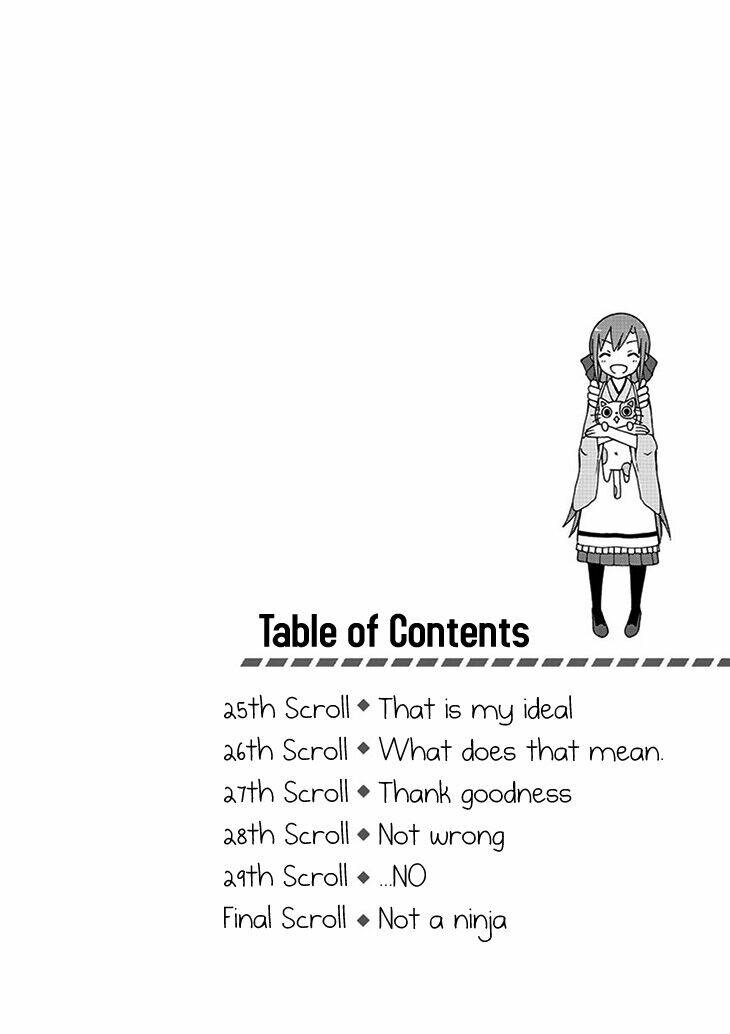 Table of Contents
25th Scroll ◆ That is my ideal
26th Scroll ◆ What does that mean.
27th Scroll ◆ Thank goodness
28th Scroll ◆ Not wrong
29th Scroll ◆ ...NO
Final Scroll ◆ Not a ninja